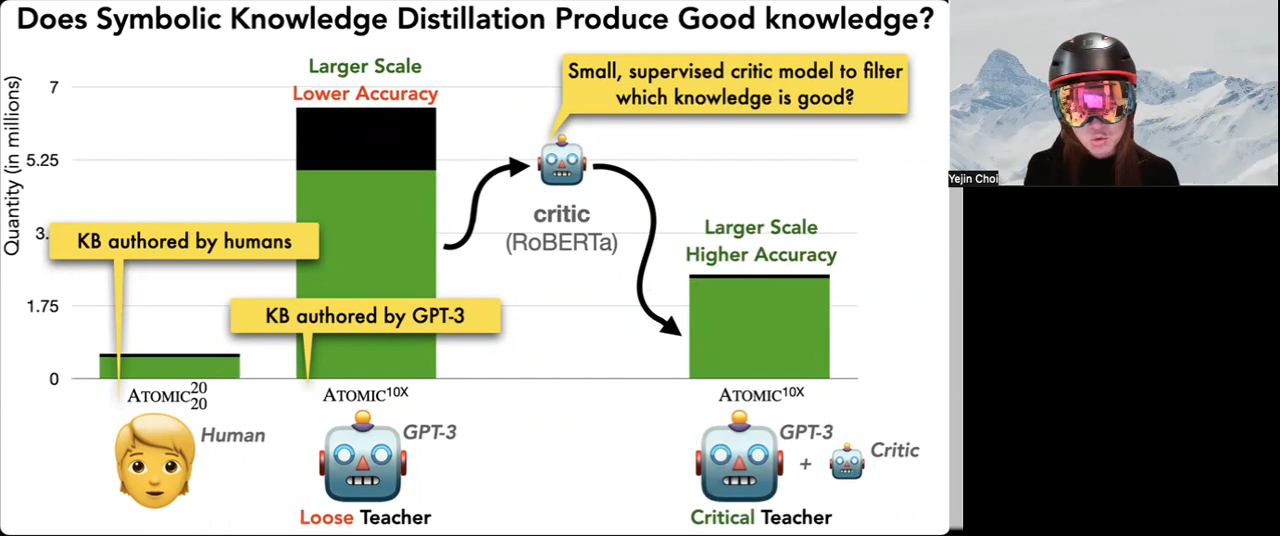 Does Symbolic Knowledge Distillation Produce Good knowledge?
Quantity (in millions)
7
5.25
3.
1.75
0
Larger Scale
Lower Accuracy
Small, supervised critic model to filter
which knowledge is good?
KB authored by humans
KB authored by GPT-3
critic
(RoBERTa)
Larger Scale
Higher Accuracy
ATOMIC 20 20
Human
ATOMIC10X
GPT-3
Loose Teacher
ATOMIC10X
GPT-3
+
Critic
Critical Teacher
Yejin Choi